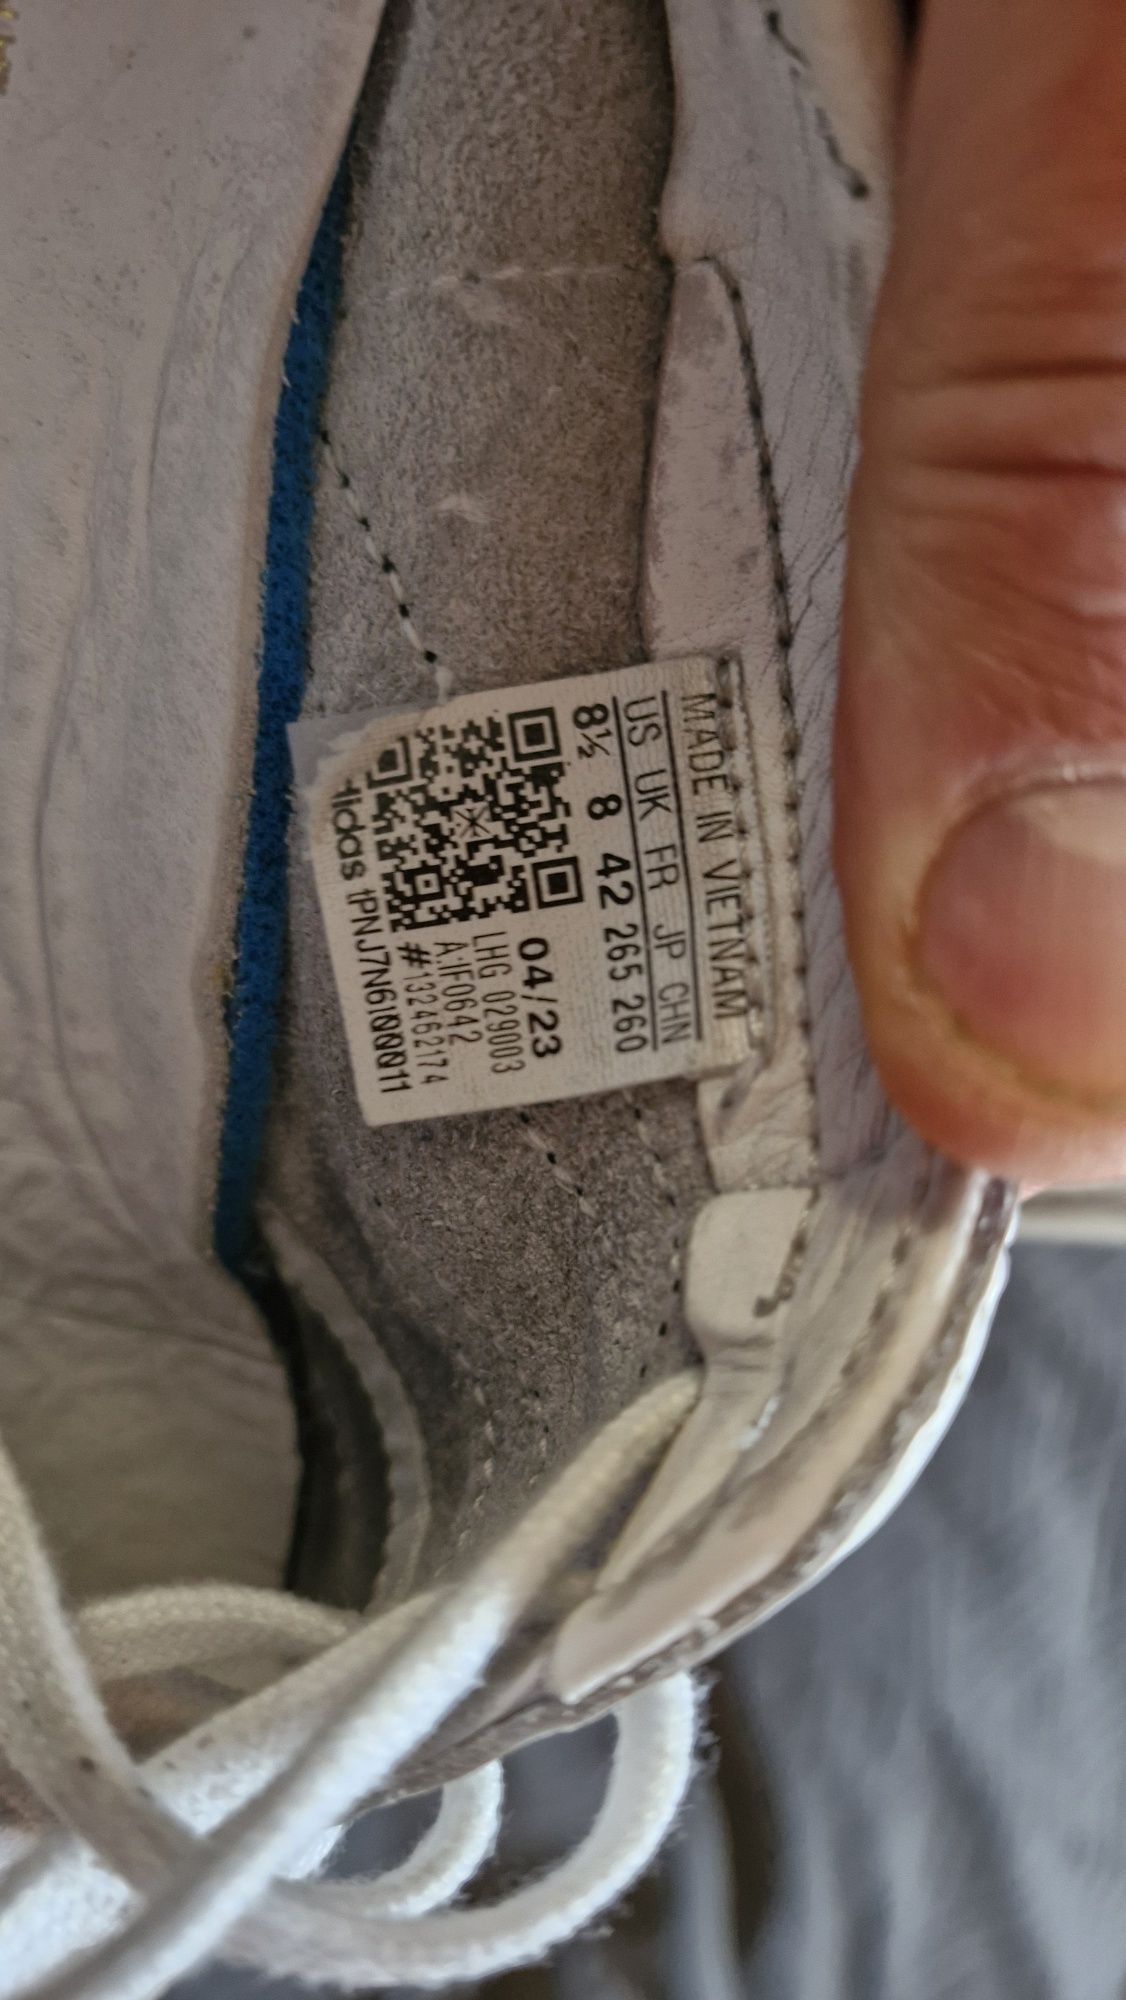 MADE IN VIETNAM
US UK FR JP CHN
8½ 8 42 265 260
04/23
LHG 029003
A:IF0642
#132462174
adidas tPNJ7N6I00011